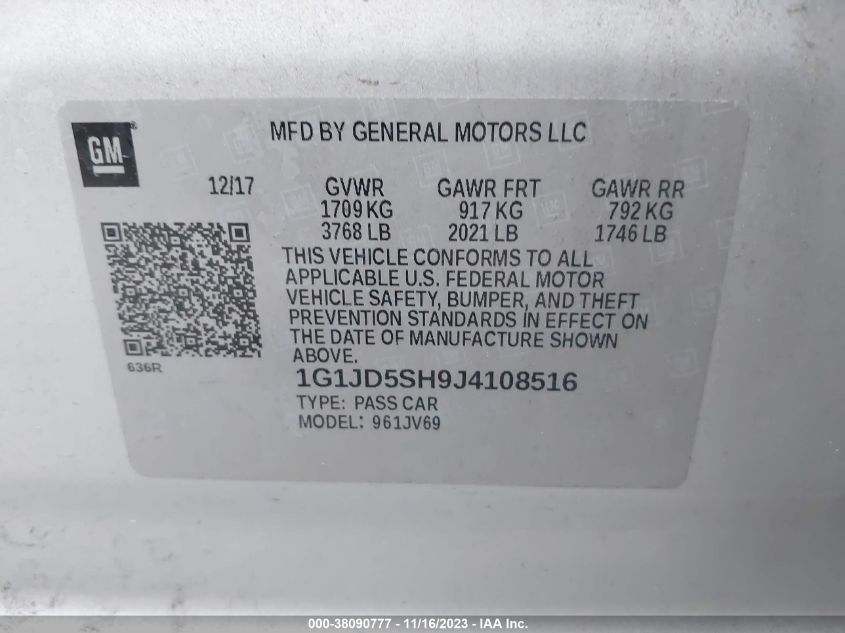 GM
MFD BY GENERAL MOTORS LLC
12/17 GVWR GAWR FRT GAWR RR
1709 KG 917 KG 792 KG
3768 LB 2021 LB 1746 LB
THIS VEHICLE CONFORMS TO ALL
APPLICABLE U.S. FEDERAL MOTOR
VEHICLE SAFETY, BUMPER, AND THEFT
PREVENTION STANDARDS IN EFFECT ON
THE DATE OF MANUFACTURE SHOWN
ABOVE.
636R
1G1JD5SH9J4108516
TYPE: PASS CAR
MODEL: 961JV69
000-38090777 - 11/16/2023 - IAA Inc.